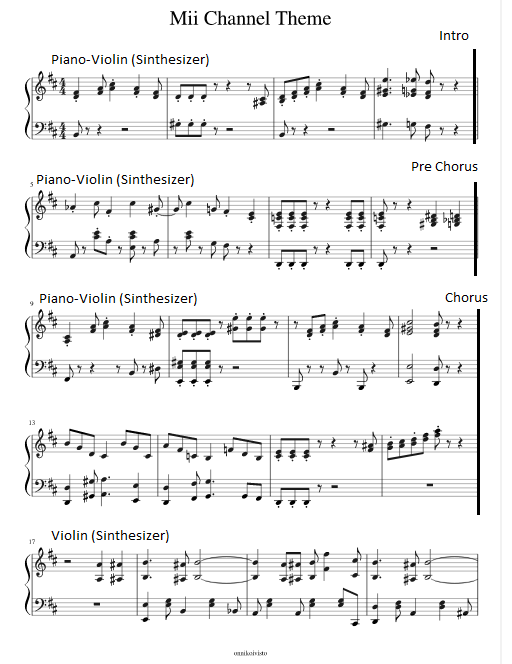 Mii Channel Theme
Intro
Piano-Violin (Sinthesizer)
Pre Chorus
Piano-Violin (Sinthesizer)
5
Chorus
Piano-Violin (Sinthesizer)
9
13
Violin (Sinthesizer)
17
onnikoivisto